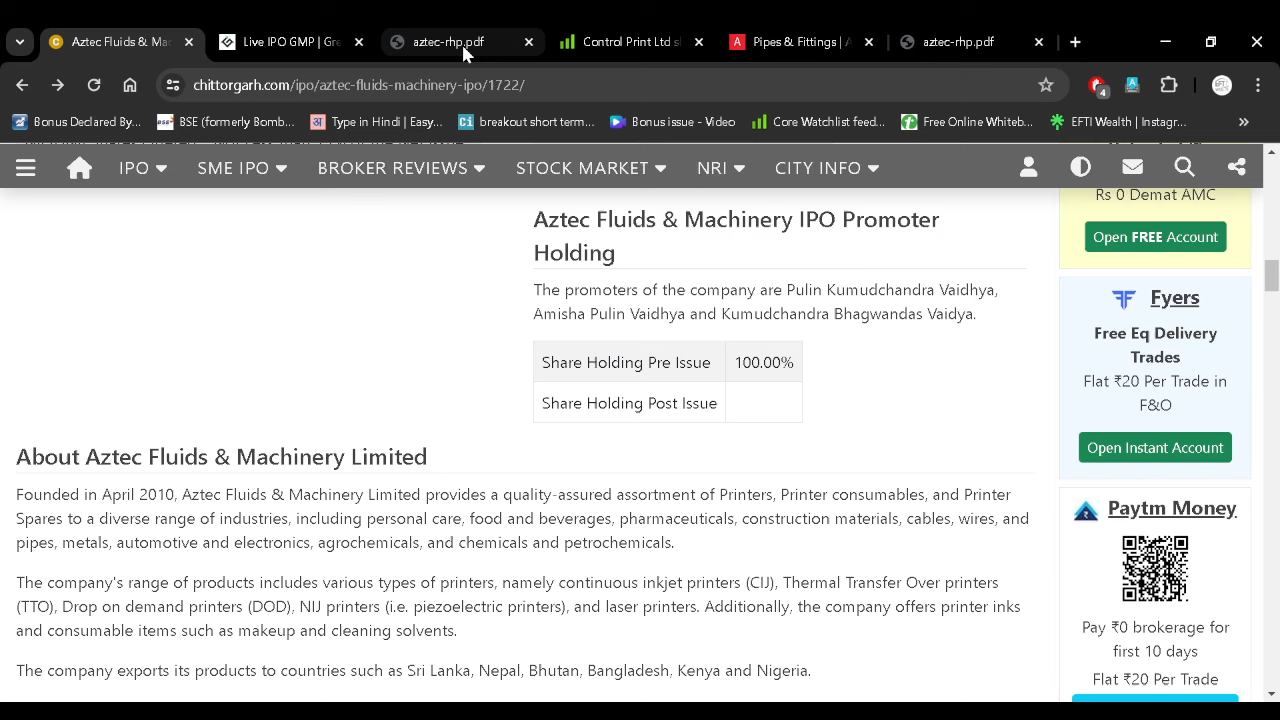 Aztec Fluids & Ma
Live IPO GMP | Gre
aztec-rhp.pdf
Control Print Ltd s
Pipes & Fittings |
aztec-rhp.pdf
chittorgarh.com/ipo/aztec-fluids-machinery-ipo/1722/
4
Bonus Declared By...
BSE (formerly Bomb...
Type in Hindi | Easy...
breakout short term...
Bonus issue - Video
Core Watchlist feed...
Free Online Whiteb...
EFTI Wealth | Instagr...
IPO
SME IPO
BROKER REVIEWS
STOCK MARKET
NRI
CITY INFO
Aztec Fluids & Machinery IPO Promoter
Holding
The promoters of the company are Pulin Kumudchandra Vaidhya,
Amisha Pulin Vaidhya and Kumudchandra Bhagwandas Vaidya.
Share Holding Pre Issue 100.00%
Share Holding Post Issue
About Aztec Fluids & Machinery Limited
Founded in April 2010, Aztec Fluids & Machinery Limited provides a quality-assured assortment of Printers, Printer consumables, and Printer
Spares to a diverse range of industries, including personal care, food and beverages, pharmaceuticals, construction materials, cables, wires, and
pipes, metals, automotive and electronics, agrochemicals, and chemicals and petrochemicals.
The company's range of products includes various types of printers, namely continuous inkjet printers (CIJ), Thermal Transfer Over printers
(TTO), Drop on demand printers (DOD), NIJ printers (i.e. piezoelectric printers), and laser printers. Additionally, the company offers printer inks
and consumable items such as makeup and cleaning solvents.
The company exports its products to countries such as Sri Lanka, Nepal, Bhutan, Bangladesh, Kenya and Nigeria.
Rs 0 Demat AMC
Open FREE Account
Fyers
Free Eq Delivery
Trades
Flat ₹20 Per Trade in
F&O
Open Instant Account
Paytm Money
Pay ₹0 brokerage for
first 10 days
Flat ₹20 Per Trade